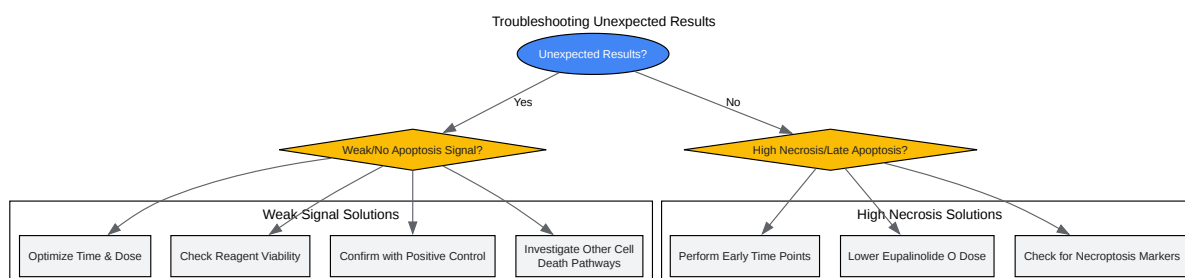 Troubleshooting Unexpected Results
Unexpected Results?
Yes
No
Weak/No Apoptosis Signal?
High Necrosis/Late Apoptosis?
Weak Signal Solutions
High Necrosis Solutions
Optimize Time & Dose
Check Reagent Viability
Confirm with Positive Control
Investigate Other Cell
Death Pathways
Perform Early Time Points
Lower Eupalinolide O Dose
Check for Necroptosis Markers